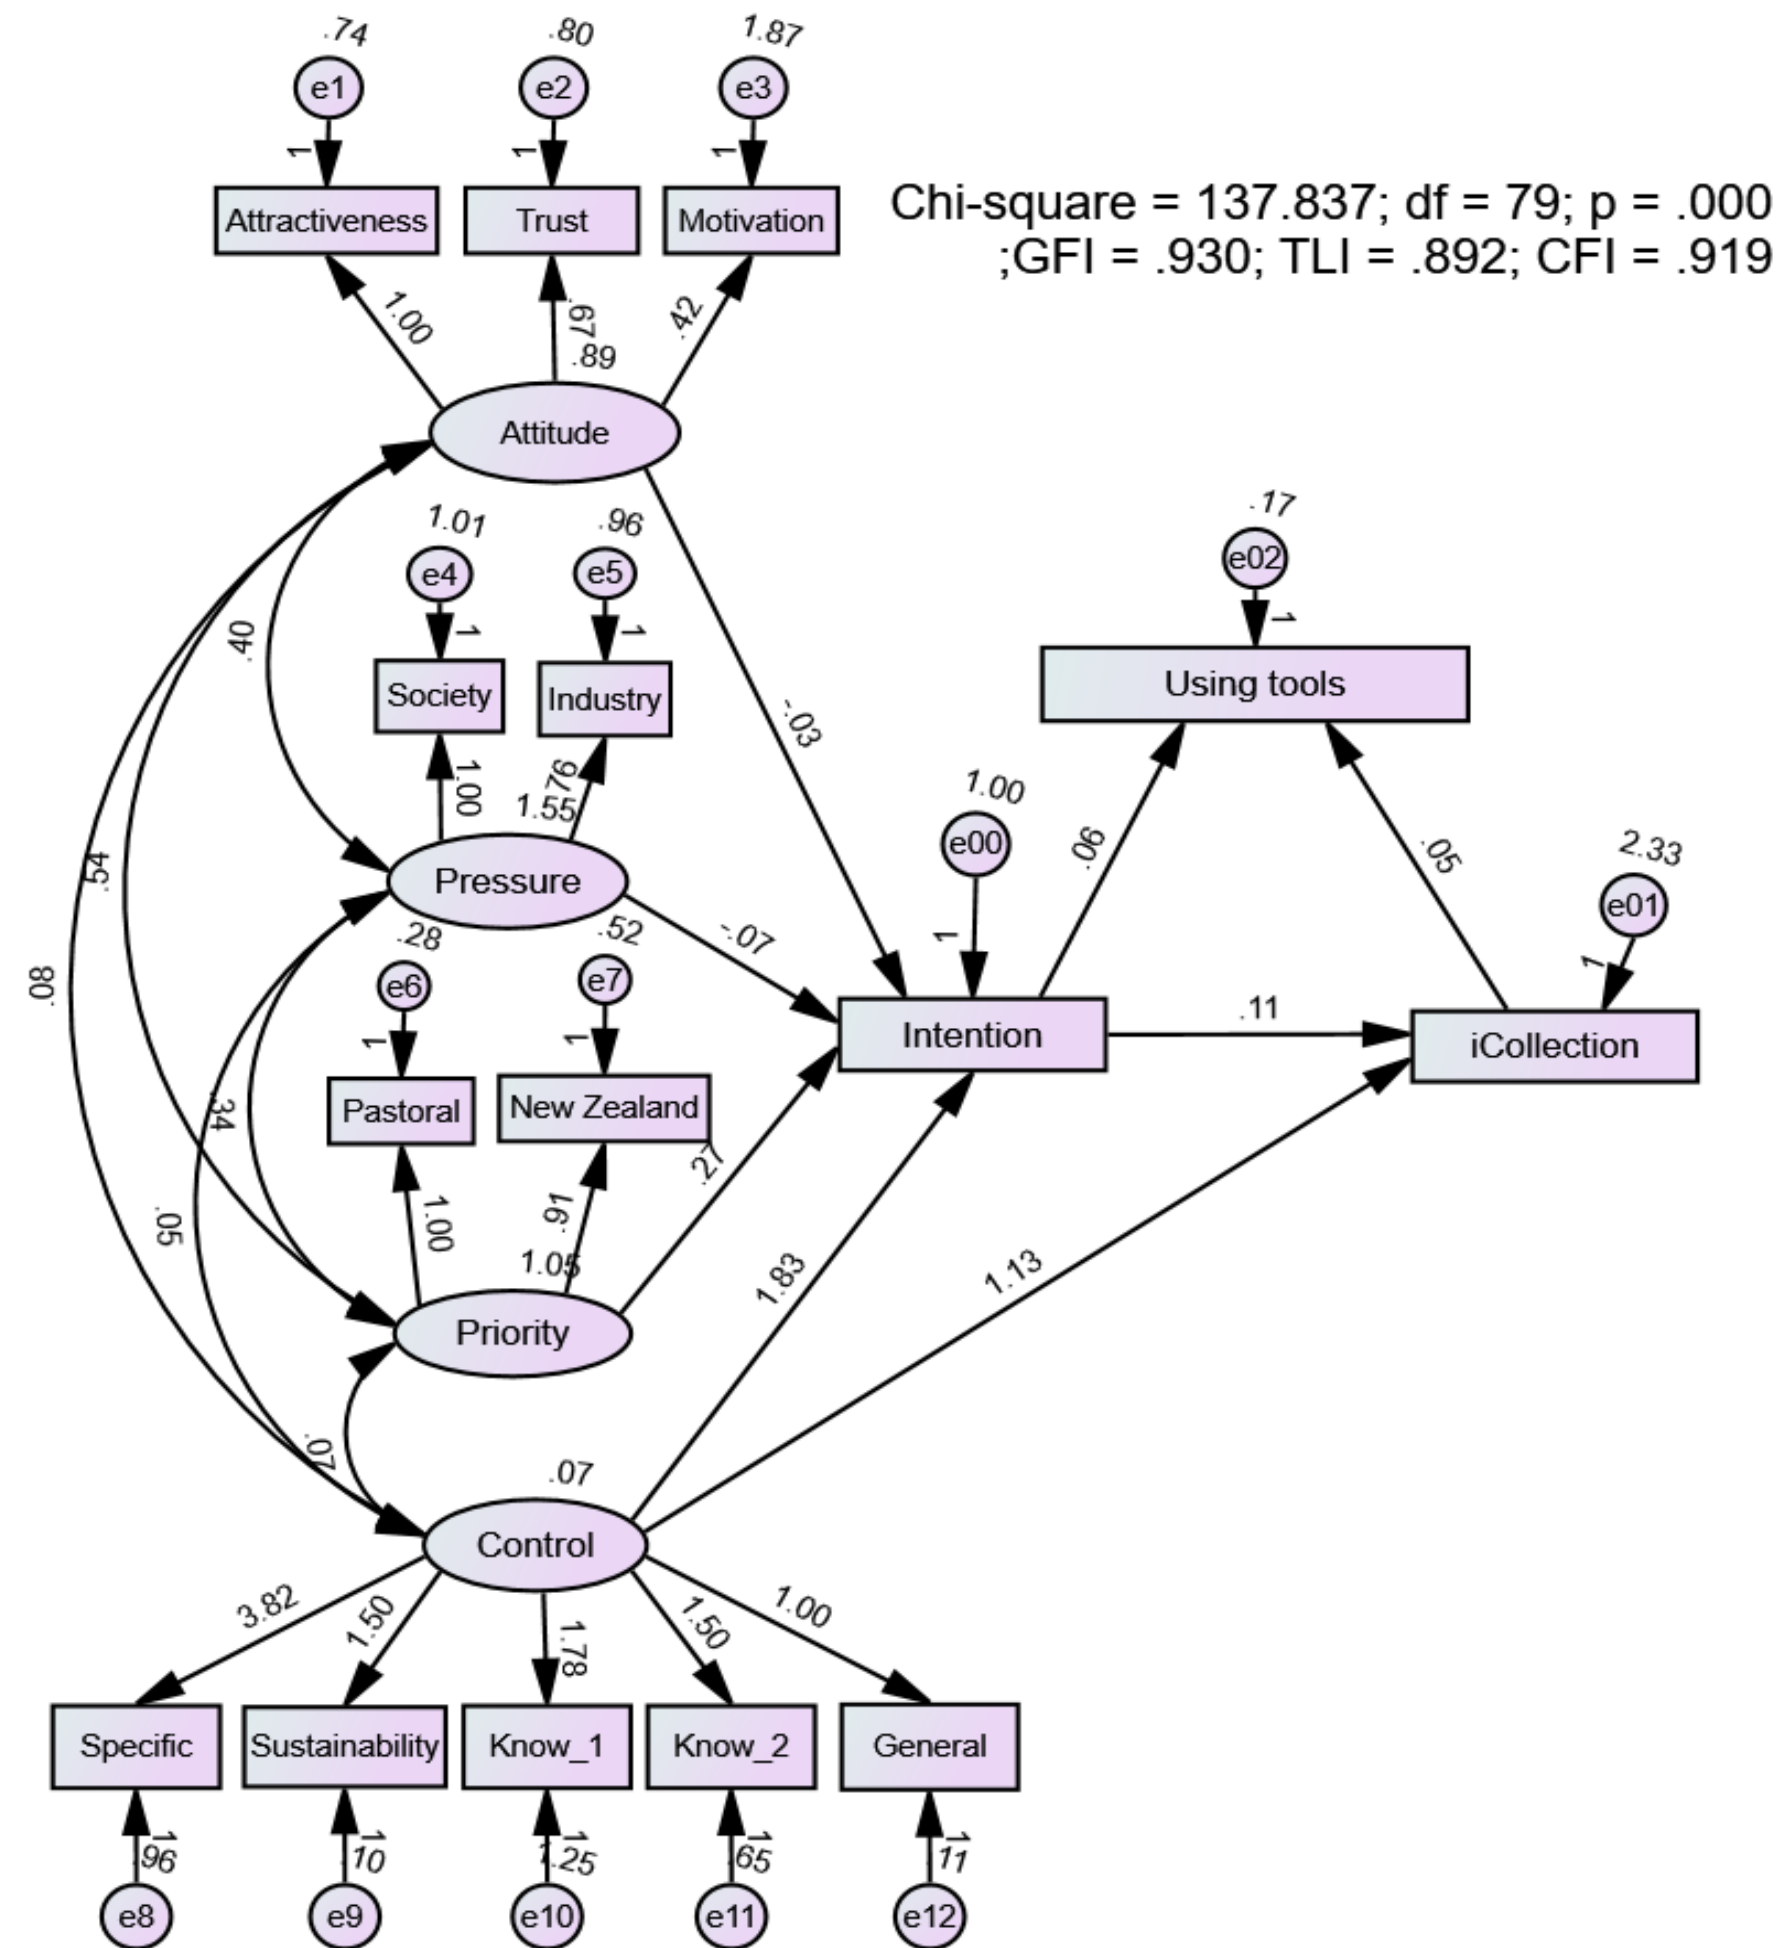 .74
.80
1.87
e1
e2
e3
1
1
1
Attractiveness
Trust
Motivation
Chi-square = 137.837; df = 79; p = .000
;GFI = .930; TLI = .892; CFI = .919
1.00
.67
.42
.89
Attitude
1.01
.96
.17
e4
e5
e02
1
1
1
.40
Society
Industry
Using tools
-.03
1.00
.76
1.55
1.00
.06
.05
2.33
e00
e01
.54
Pressure
.28
.52
-.07
1
1
e6
e7
.08
1
1
Intention
.11
iCollection
.34
Pastoral
New Zealand
.27
.05
1.00
.91
1.05
1.83
1.13
Priority
.07
.07
Control
3.82
1.50
1.78
1.50
1.00
Specific
Sustainability
Know_1
Know_2
General
1
1
1
1
1
.96
.10
1.25
.65
.11
e8
e9
e10
e11
e12